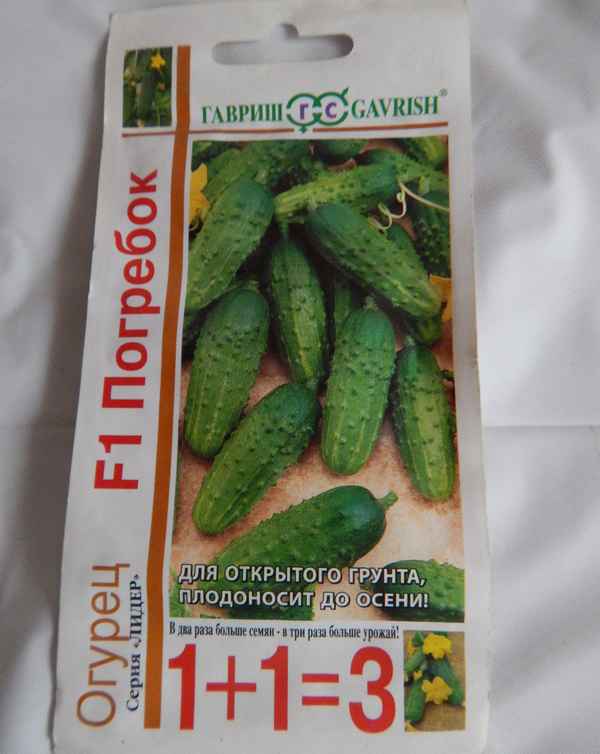 ГАВРИШ ГС GAVRISH®
F1 Погребок
Огурец
Серия «ЛИДЕР»
ДЛЯ ОТКРЫТОГО ГРУНТА,
ПЛОДОНОСИТ ДО ОСЕНИ!
В два раза больше семян - в три раза больше урожай!
1+1=3